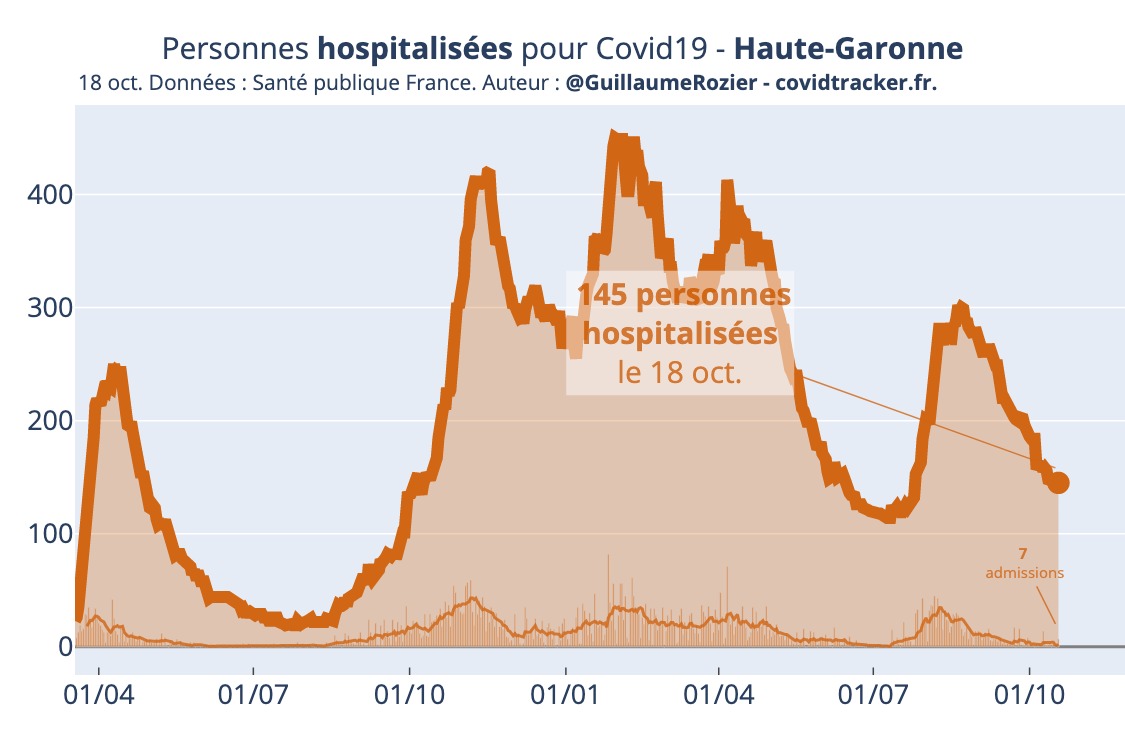 Personnes hospitalisées pour Covid19 - Haute-Garonne
18 oct. Données : Santé publique France. Auteur : @GuillaumeRozier - covidtracker.fr.
400
300
200
100
0
145 personnes
hospitalisées
le 18 oct.
7
admissions
01/04 01/07 01/10 01/01 01/04 01/07 01/10